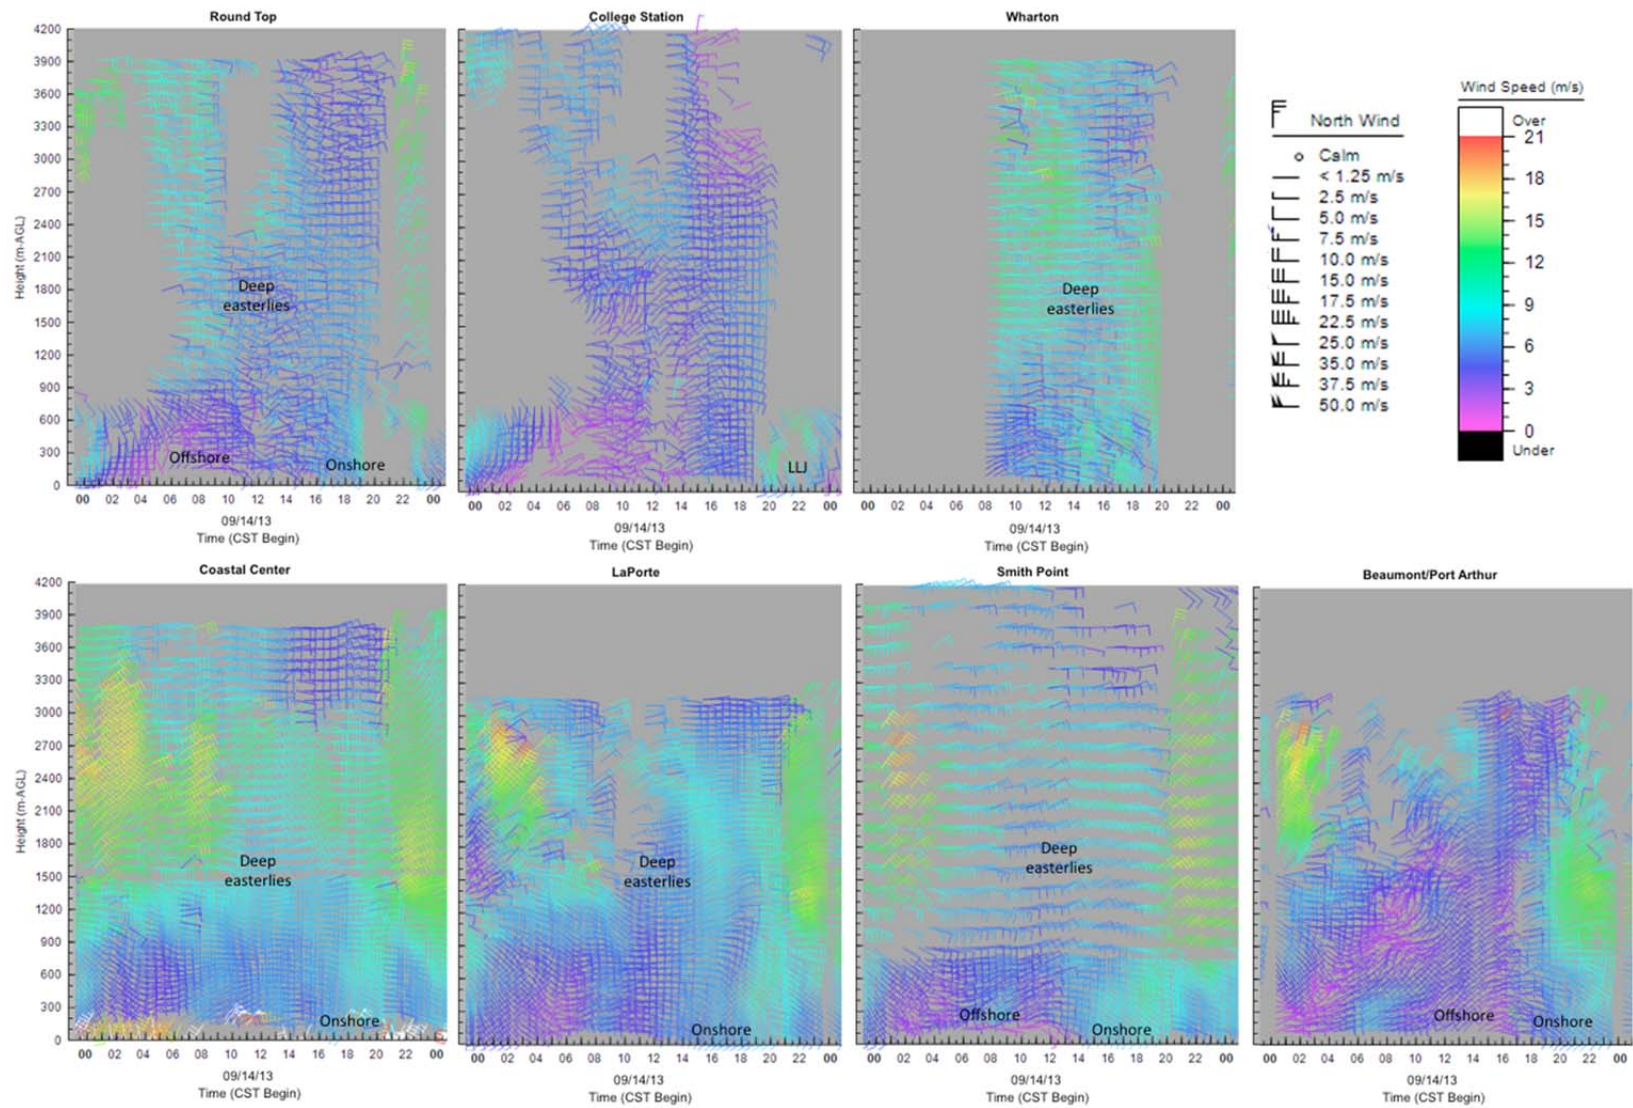 Round Top
College Station
Wharton
4200
3900
3600
3300
3000
2700
2400
2100
1800
1500
1200
900
600
300
0
Height (m-AGL)
Deep
easterlies
Offshore
Onshore
LLJ
Deep
easterlies
00 02 04 06 08 10 12 14 16 18 20 22 00
09/14/13
Time (CST Begin)
00 02 04 06 08 10 12 14 16 18 20 22 00
09/14/13
Time (CST Begin)
00 02 04 06 08 10 12 14 16 18 20 22 00
09/14/13
Time (CST Begin)
North Wind
Calm
< 1.25 m/s
2.5 m/s
5.0 m/s
7.5 m/s
10.0 m/s
15.0 m/s
17.5 m/s
22.5 m/s
25.0 m/s
35.0 m/s
37.5 m/s
50.0 m/s
Wind Speed (m/s)
Over
21
18
15
12
9
6
3
0
Under
Coastal Center
LaPorte
Smith Point
Beaumont/Port Arthur
4200
3900
3600
3300
3000
2700
2400
2100
1800
1500
1200
900
600
300
0
Height (m-AGL)
Deep
easterlies
Onshore
Deep
easterlies
Onshore
Deep
easterlies
Offshore
Onshore
Offshore
Onshore
00 02 04 06 08 10 12 14 16 18 20 22 00
09/14/13
Time (CST Begin)
00 02 04 06 08 10 12 14 16 18 20 22 00
09/14/13
Time (CST Begin)
00 02 04 06 08 10 12 14 16 18 20 22 00
09/14/13
Time (CST Begin)
00 02 04 06 08 10 12 14 16 18 20 22 00
09/14/13
Time (CST Begin)